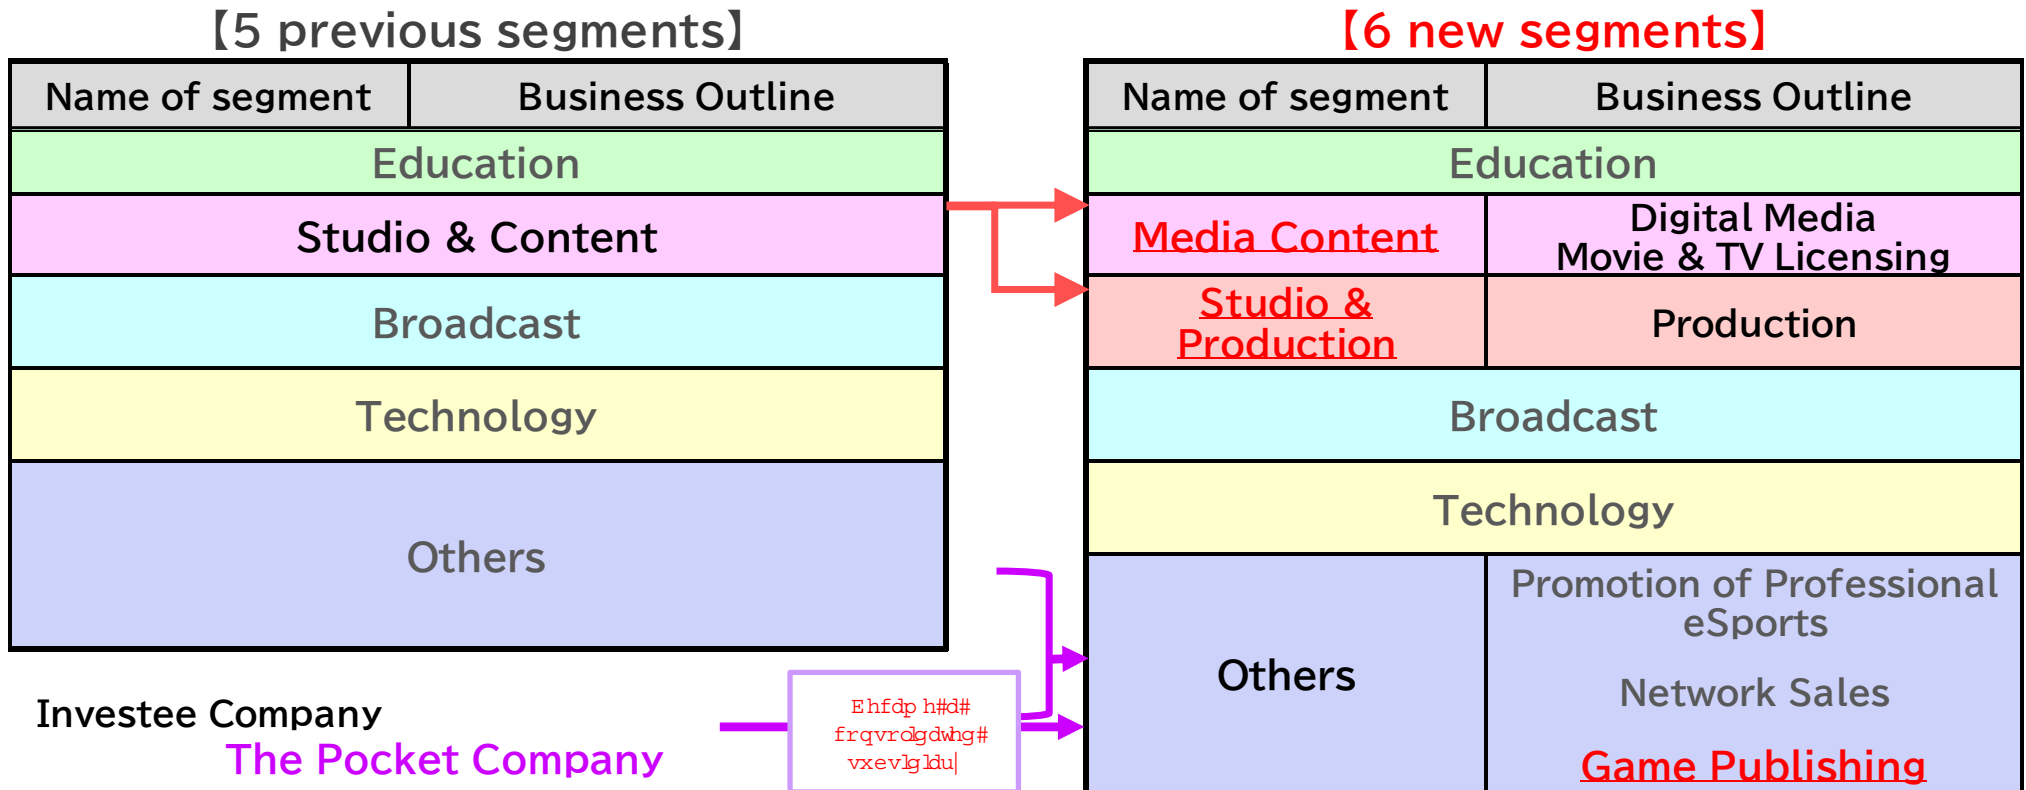 【5 previous segments】
Name of segment
Business Outline
Education
Studio & Content
Broadcast
Technology
Others
Investee Company
The Pocket Company
Ehfdp h#d#
frqvrolgdwhg#
vxevlgldu|
【6 new segments】
Name of segment
Business Outline
Education
Media Content
Digital Media
Movie & TV Licensing
Studio &
Production
Production
Broadcast
Technology
Others
Promotion of Professional
eSports
Network Sales
Game Publishing